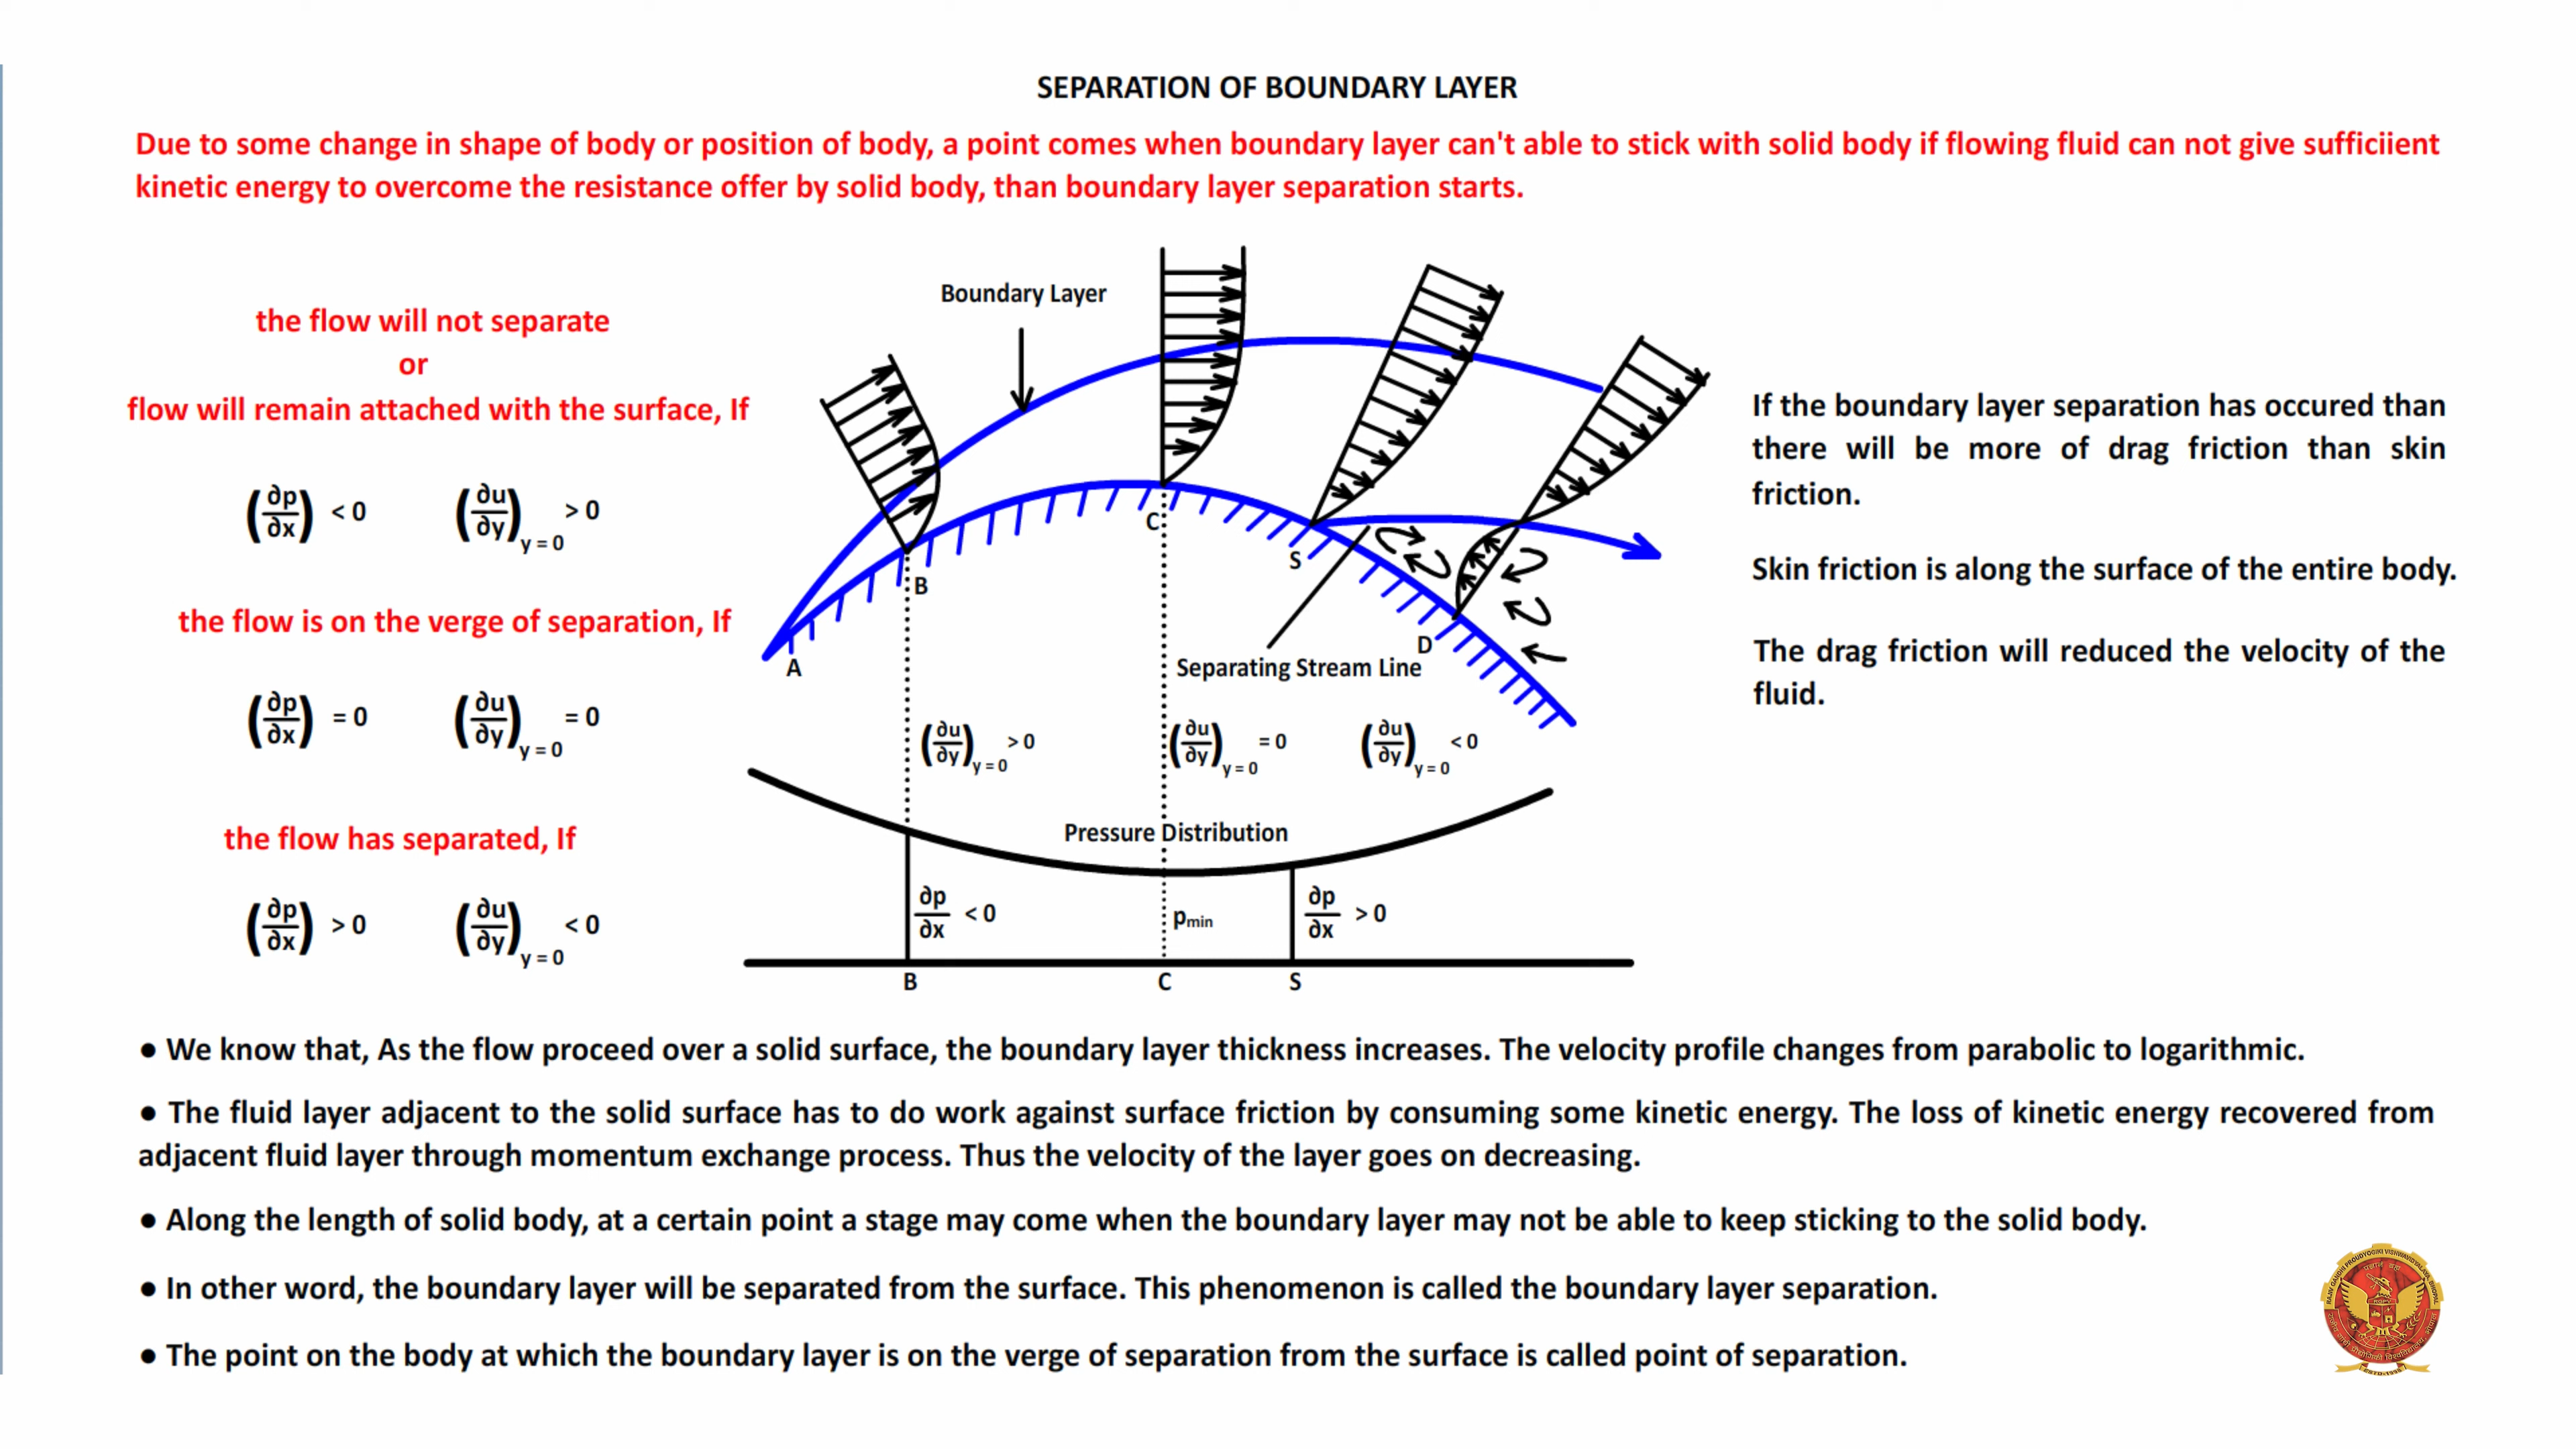 SEPARATION OF BOUNDARY LAYER
Due to some change in shape of body or position of body, a point comes when boundary layer can't able to stick with solid body if flowing fluid can not give sufficiient
kinetic energy to overcome the resistance offer by solid body, than boundary layer separation starts.
the flow will not separate
or
flow will remain attached with the surface, If
(∂p/∂x) < 0 (∂u/∂y)y = 0 > 0
the flow is on the verge of separation, If
(∂p/∂x) = 0 (∂u/∂y)y = 0 = 0
the flow has separated, If
(∂p/∂x) > 0 (∂u/∂y)y = 0 < 0
Boundary Layer
A
B
C
S
D
Separating Stream Line
(∂u/∂y)y = 0 > 0 (∂u/∂y)y = 0 = 0 (∂u/∂y)y = 0 < 0
Pressure Distribution
∂p/∂x < 0 pmin ∂p/∂x > 0
B C S
If the boundary layer separation has occured than
there will be more of drag friction than skin
friction.
Skin friction is along the surface of the entire body.
The drag friction will reduced the velocity of the
fluid.
● We know that, As the flow proceed over a solid surface, the boundary layer thickness increases. The velocity profile changes from parabolic to logarithmic.
● The fluid layer adjacent to the solid surface has to do work against surface friction by consuming some kinetic energy. The loss of kinetic energy recovered from
adjacent fluid layer through momentum exchange process. Thus the velocity of the layer goes on decreasing.
● Along the length of solid body, at a certain point a stage may come when the boundary layer may not be able to keep sticking to the solid body.
● In other word, the boundary layer will be separated from the surface. This phenomenon is called the boundary layer separation.
● The point on the body at which the boundary layer is on the verge of separation from the surface is called point of separation.
RAJIV GANDHI PROUDYOGIKI VISHWAVIDYALAYA, BHOPAL